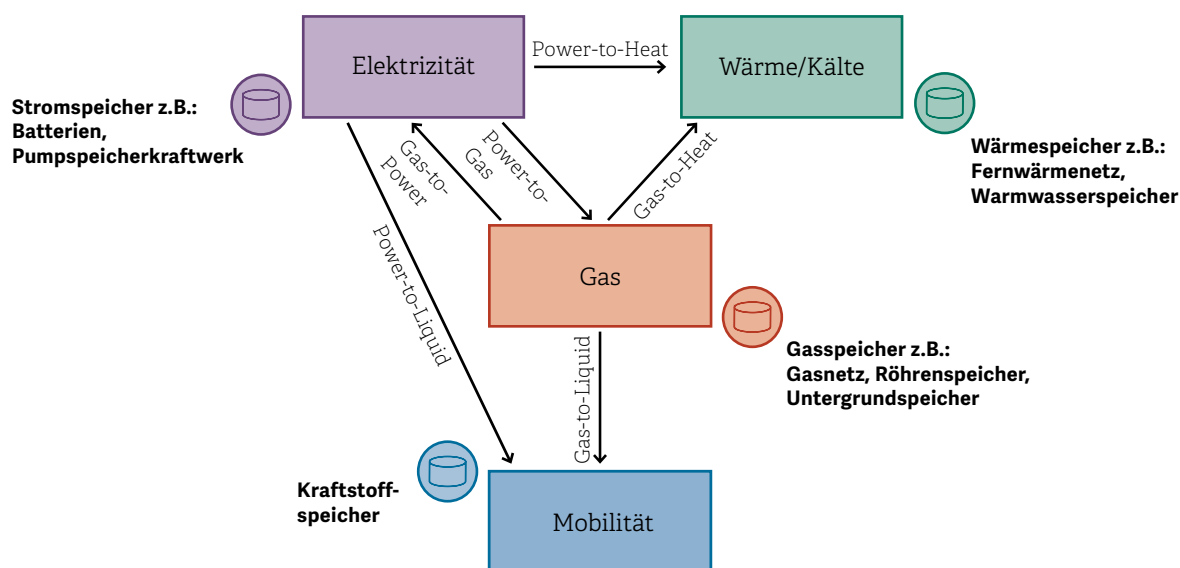 Elektrizität
Power-to-Heat
Wärme/Kälte
Stromspeicher z.B.:
Batterien,
Pumpspeicherkraftwerk
Wärmespeicher z.B.:
Fernwärmenetz,
Warmwasserspeicher
Gas-to-
Power
Power-to-
Gas
Gas-to-Heat
Power-to-Liquid
Gas
Gasspeicher z.B.:
Gasnetz, Röhrenspeicher,
Untergrundspeicher
Gas-to-Liquid
Kraftstoff-
speicher
Mobilität